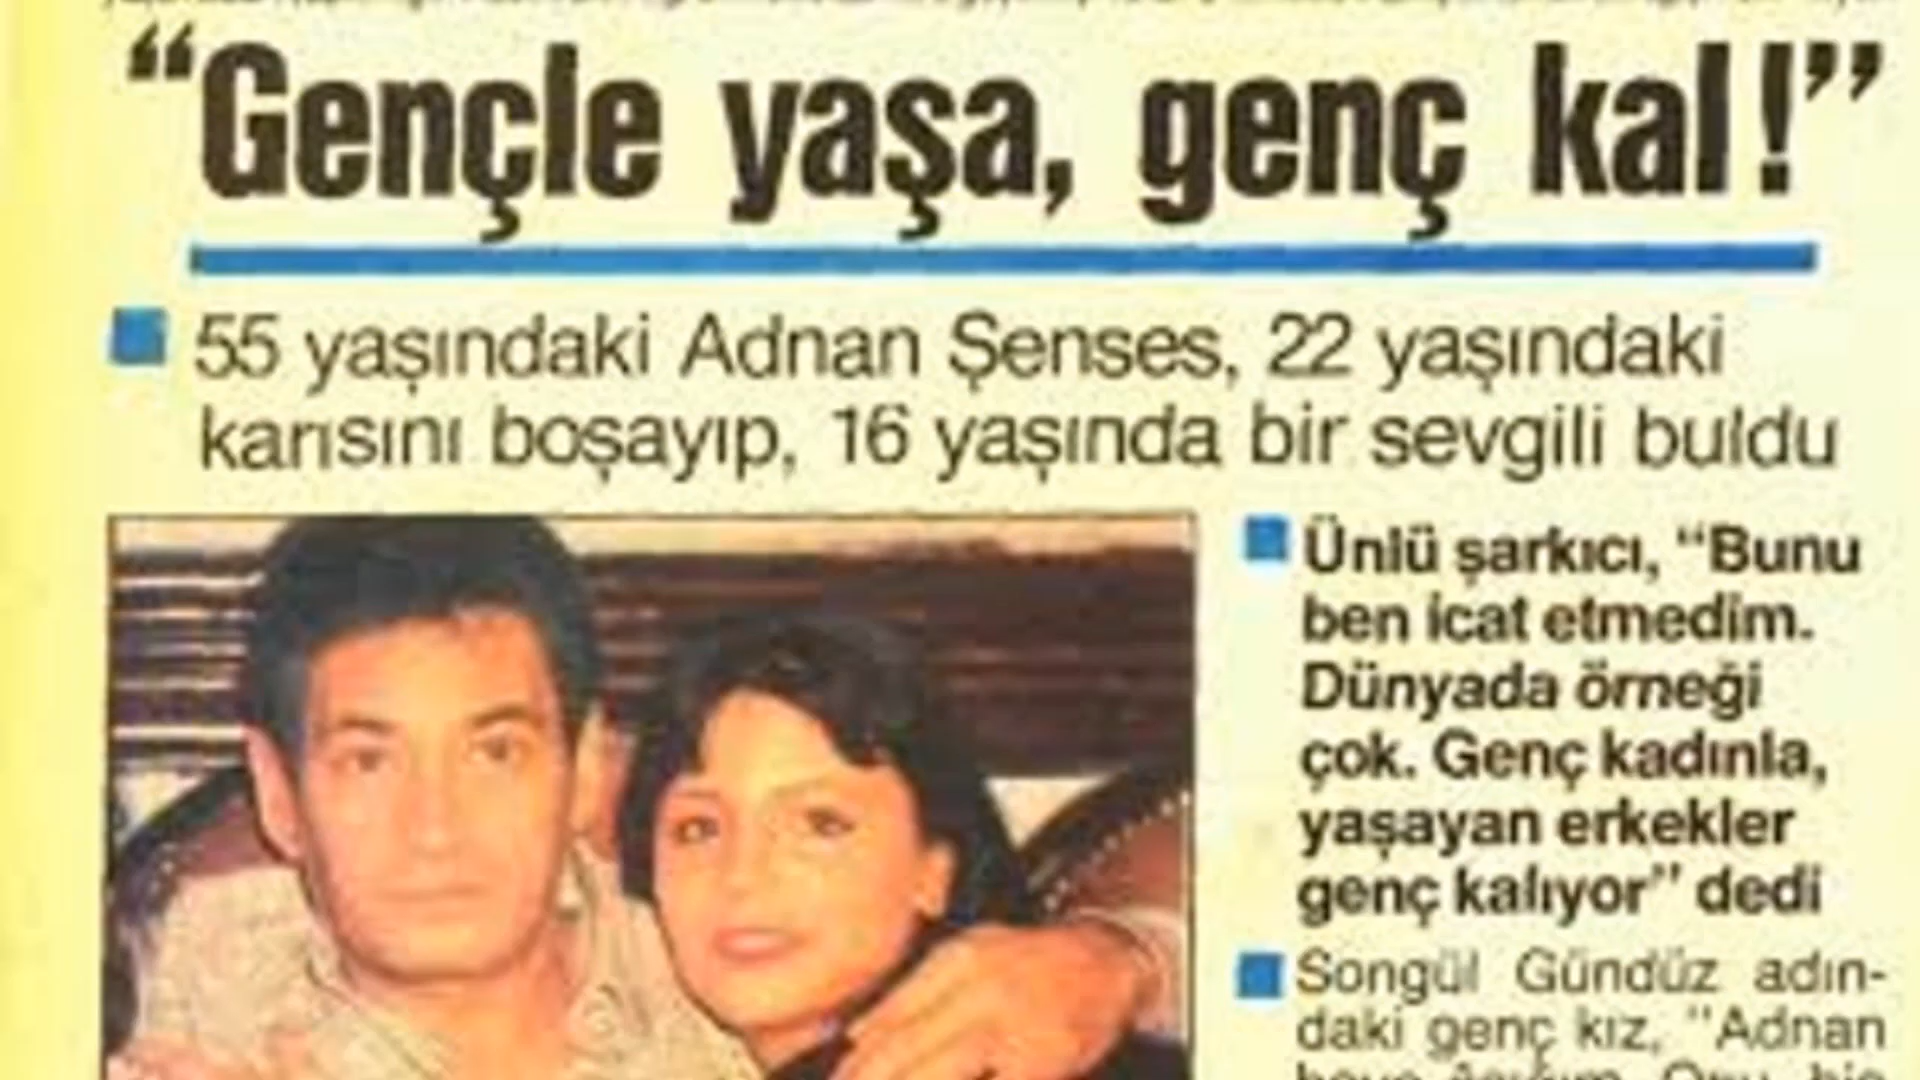 “Gençle yaşa, genç kal!”
55 yaşındaki Adnan Şenses, 22 yaşındaki
karısını boşayıp, 16 yaşında bir sevgili buldu
Ünlü şarkıcı, “Bunu
ben icat etmedim.
Dünyada örneği
çok. Genç kadınla,
yaşayan erkekler
genç kalıyor” dedi
Songül Gündüz adın-
daki genç kız, “Adnan